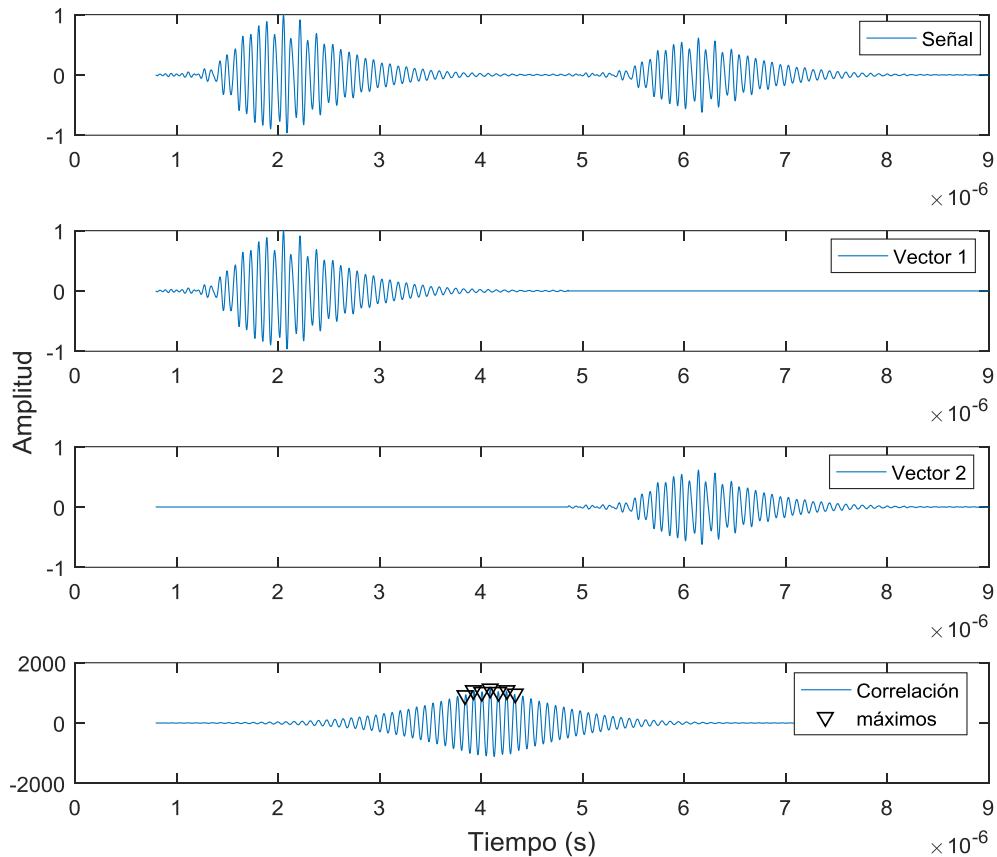 1
0
-1
Señal
0 1 2 3 4 5 6 7 8 9
× 10^-6
1
0
-1
Vector 1
0 1 2 3 4 5 6 7 8 9
× 10^-6
Amplitud
1
0
-1
Vector 2
0 1 2 3 4 5 6 7 8 9
× 10^-6
2000
0
-2000
Correlación
máximos
0 1 2 3 4 5 6 7 8 9
Tiempo (s)
× 10^-6